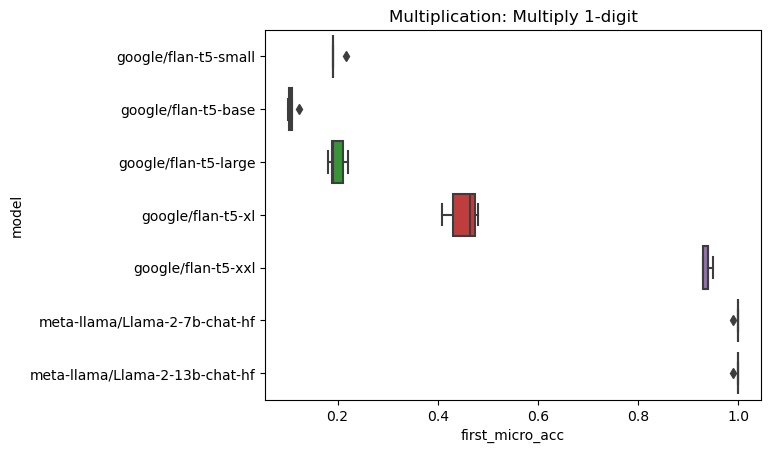 Multiplication: Multiply 1-digit
google/flan-t5-small
google/flan-t5-base
google/flan-t5-large
google/flan-t5-xl
google/flan-t5-xxl
meta-llama/Llama-2-7b-chat-hf
meta-llama/Llama-2-13b-chat-hf
model
0.2 0.4 0.6 0.8 1.0
first_micro_acc